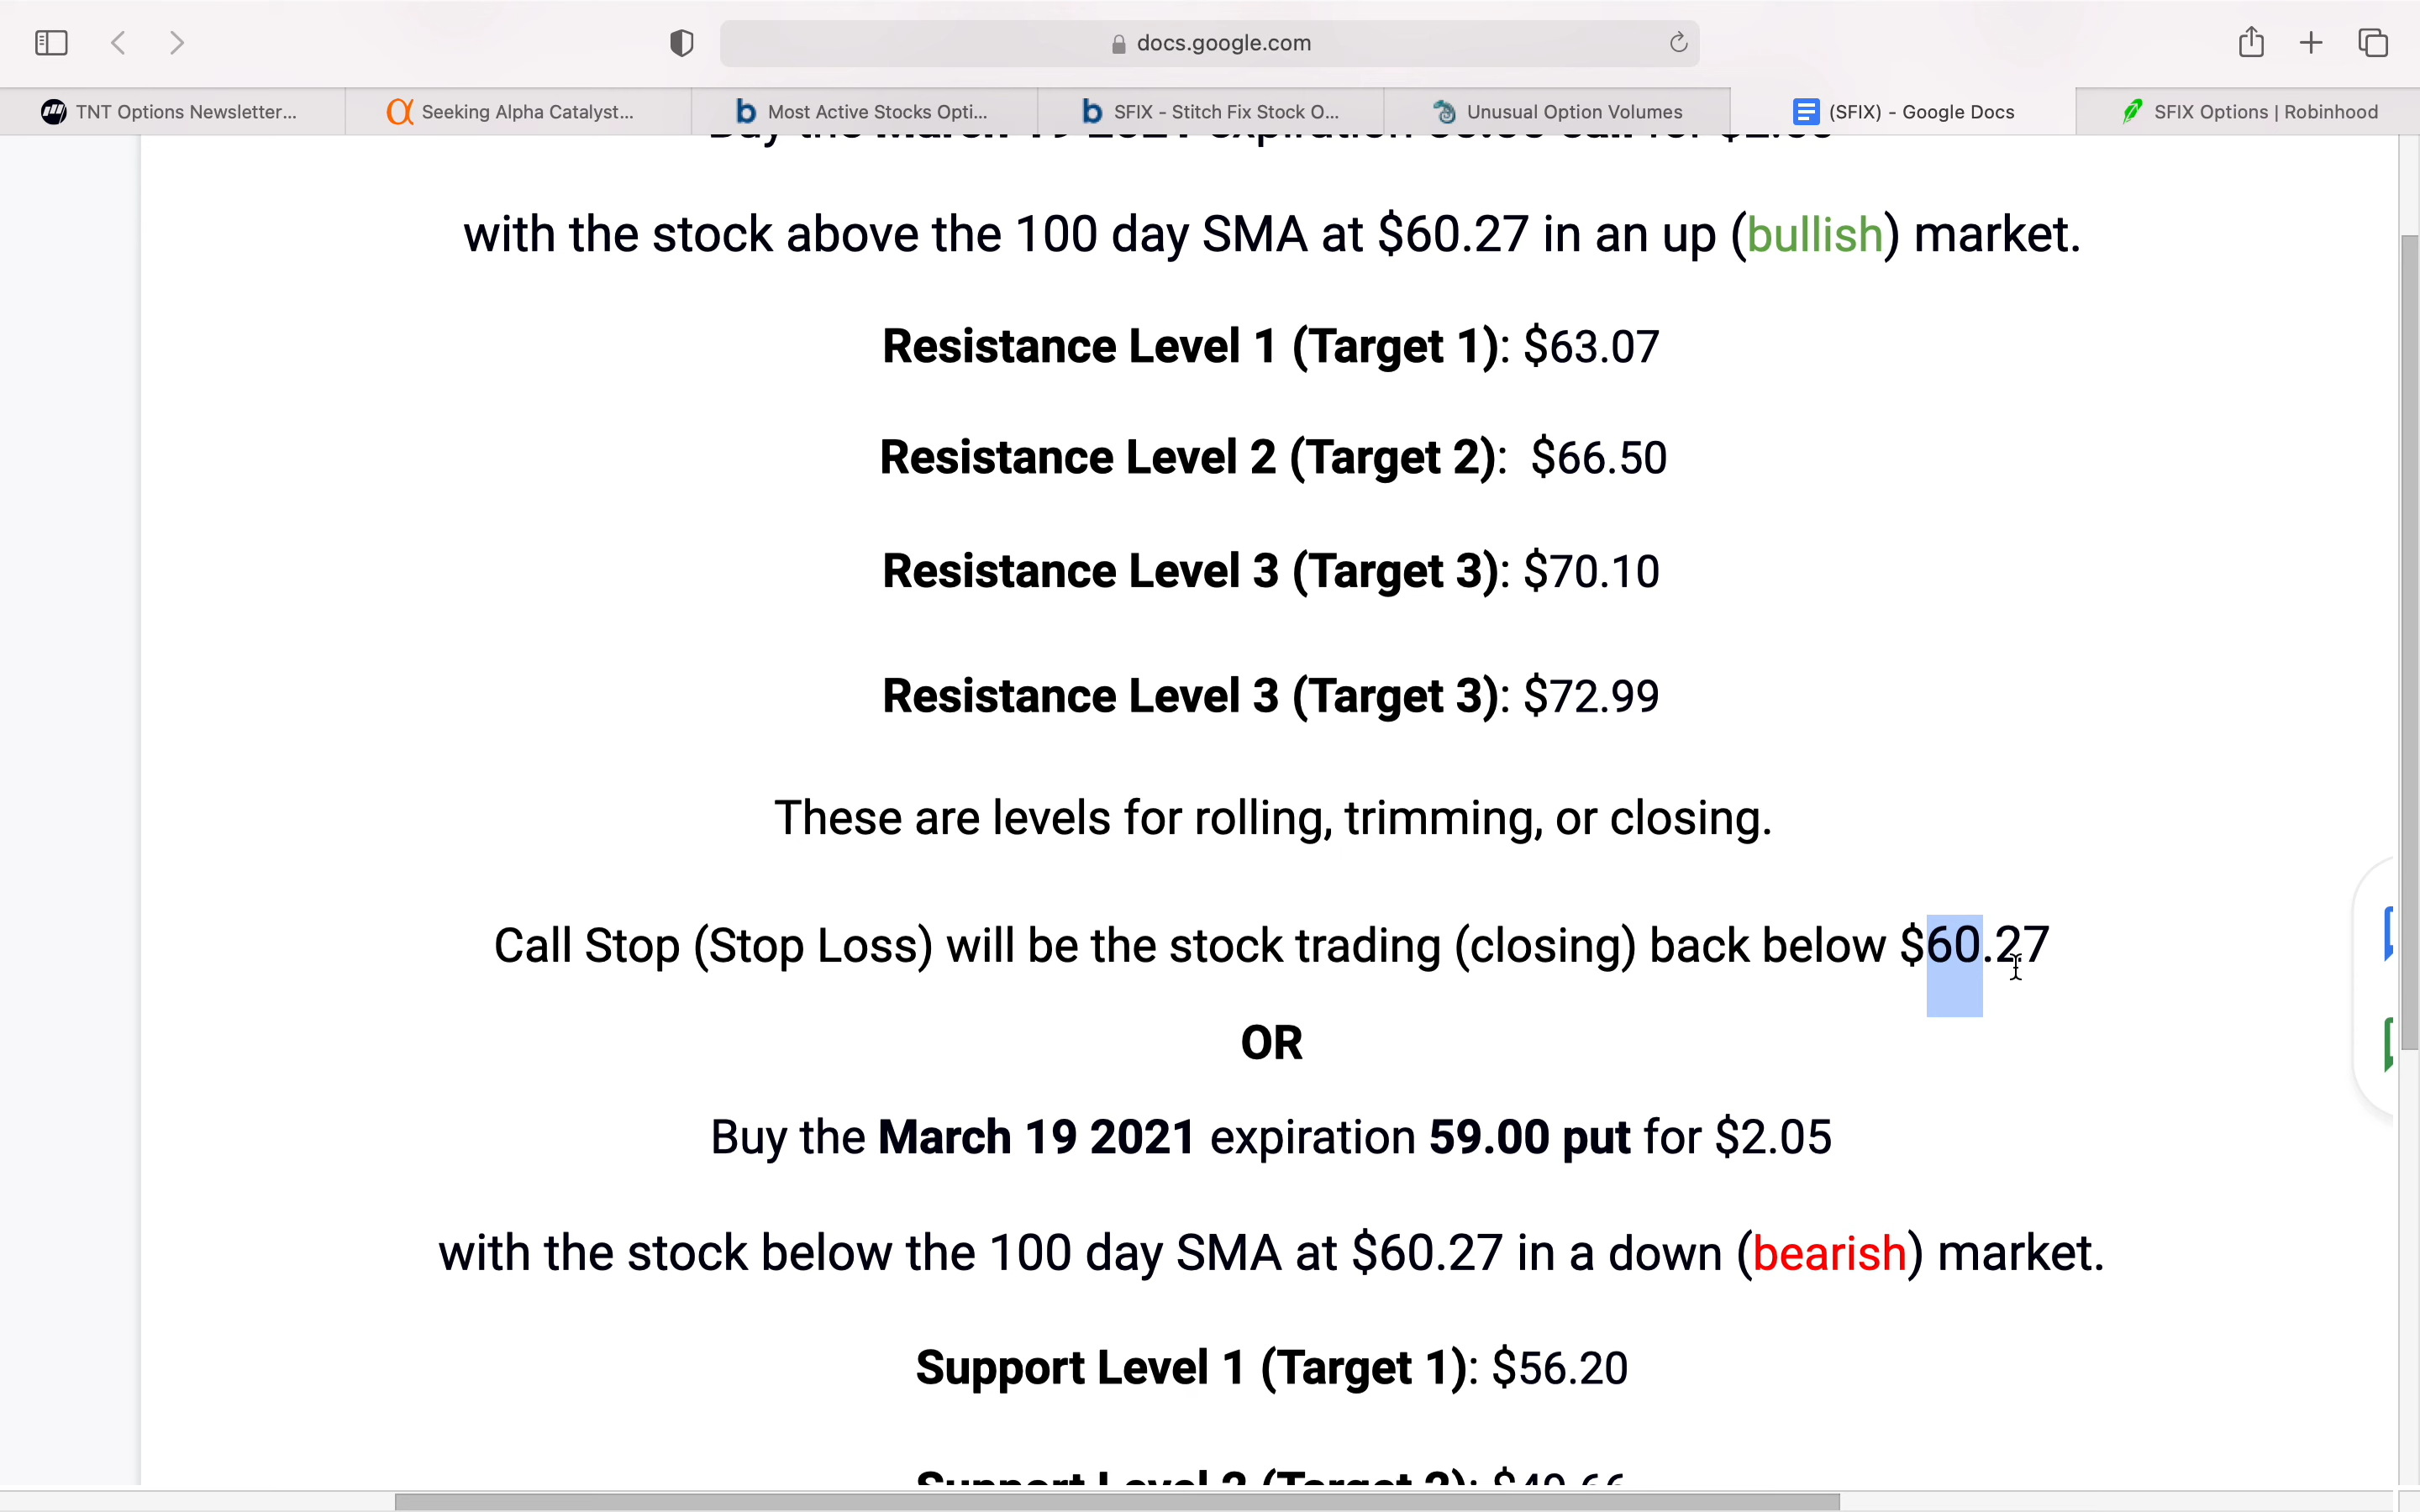 docs.google.com
TNT Options Newsletter...
Seeking Alpha Catalyst...
Most Active Stocks Opti...
SFIX - Stitch Fix Stock O...
Unusual Option Volumes
(SFIX) - Google Docs
SFIX Options | Robinhood
with the stock above the 100 day SMA at $60.27 in an up (bullish) market.
Resistance Level 1 (Target 1): $63.07
Resistance Level 2 (Target 2): $66.50
Resistance Level 3 (Target 3): $70.10
Resistance Level 3 (Target 3): $72.99
These are levels for rolling, trimming, or closing.
Call Stop (Stop Loss) will be the stock trading (closing) back below $60.27
OR
Buy the March 19 2021 expiration 59.00 put for $2.05
with the stock below the 100 day SMA at $60.27 in a down (bearish) market.
Support Level 1 (Target 1): $56.20